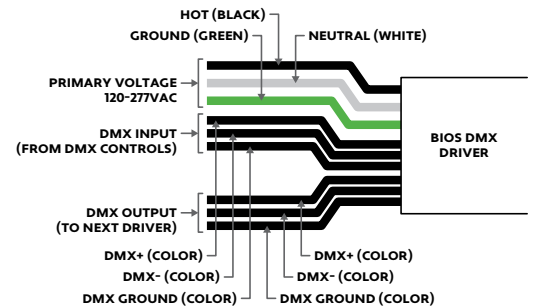 HOT (BLACK)
GROUND (GREEN)
NEUTRAL (WHITE)
PRIMARY VOLTAGE
120-277VAC
DMX INPUT
(FROM DMX CONTROLS)
BIOS DMX
DRIVER
DMX OUTPUT
(TO NEXT DRIVER)
DMX+ (COLOR)
DMX+ (COLOR)
DMX- (COLOR)
DMX- (COLOR)
DMX GROUND (COLOR)
DMX GROUND (COLOR)